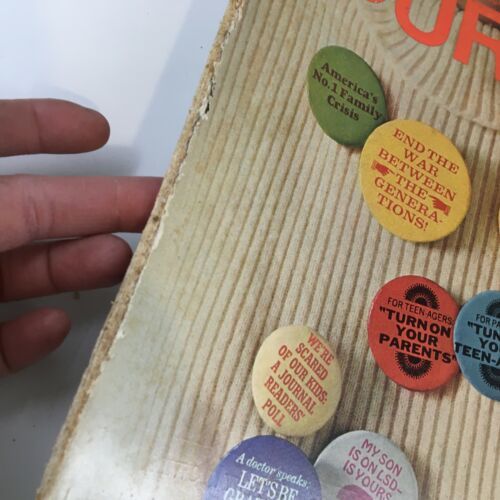 America's
No.1 Family
Crisis
END THE
WAR
BETWEEN
THE
GENERA-
TIONS!
FOR TEEN-AGERS:
"TURN ON
YOUR
PARENTS"
"TURN
WE'RE
SCARED
OF OUR KIDS:
A JOURNAL
READERS'
POLL
A doctor speaks:
LET'S BE
MY SON
IS ON LSD—
IS YOURS